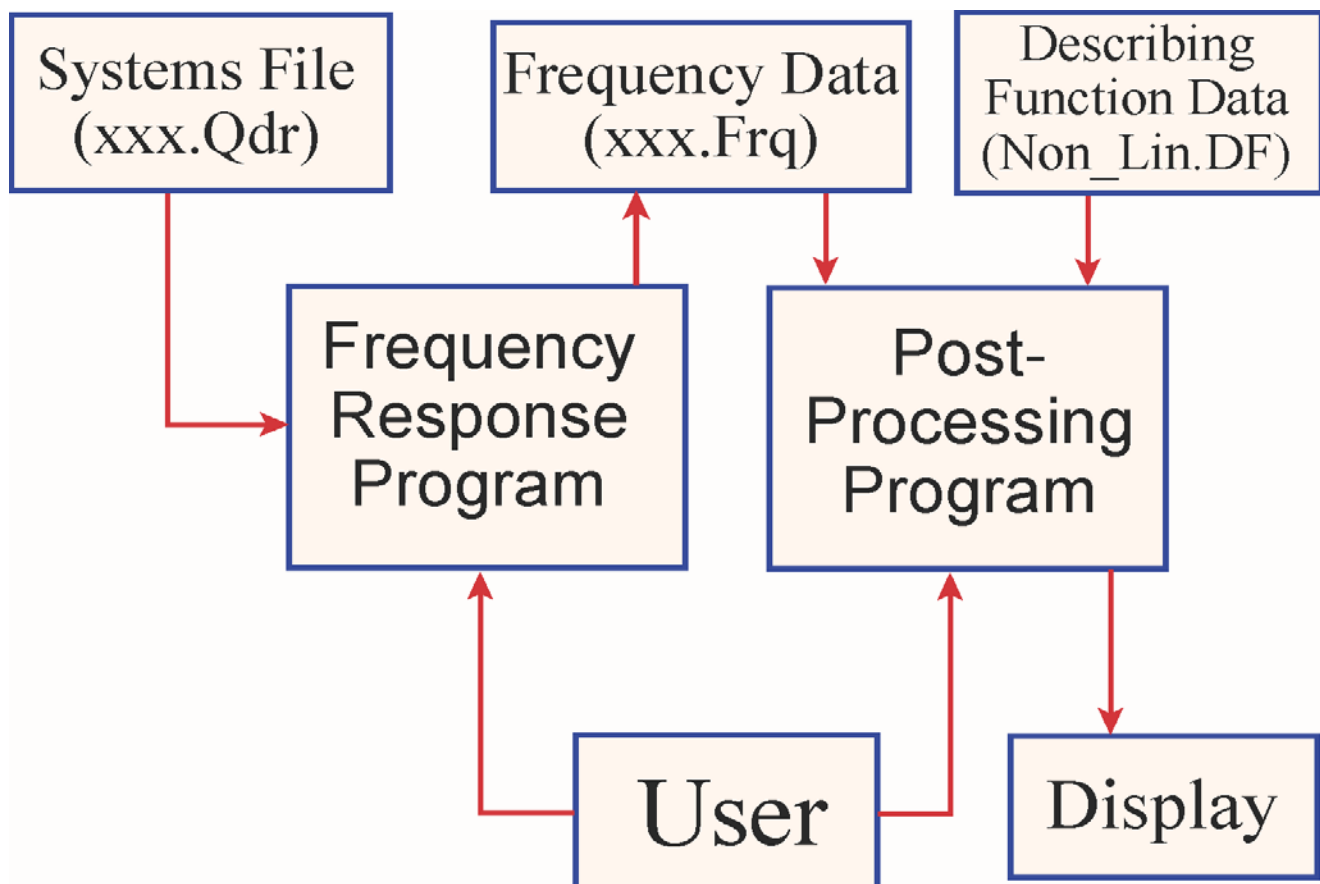 Systems File
(xxx.Qdr)
Frequency Data
(xxx.Frq)
Describing
Function Data
(Non_Lin.DF)
Frequency
Response
Program
Post-
Processing
Program
User
Display